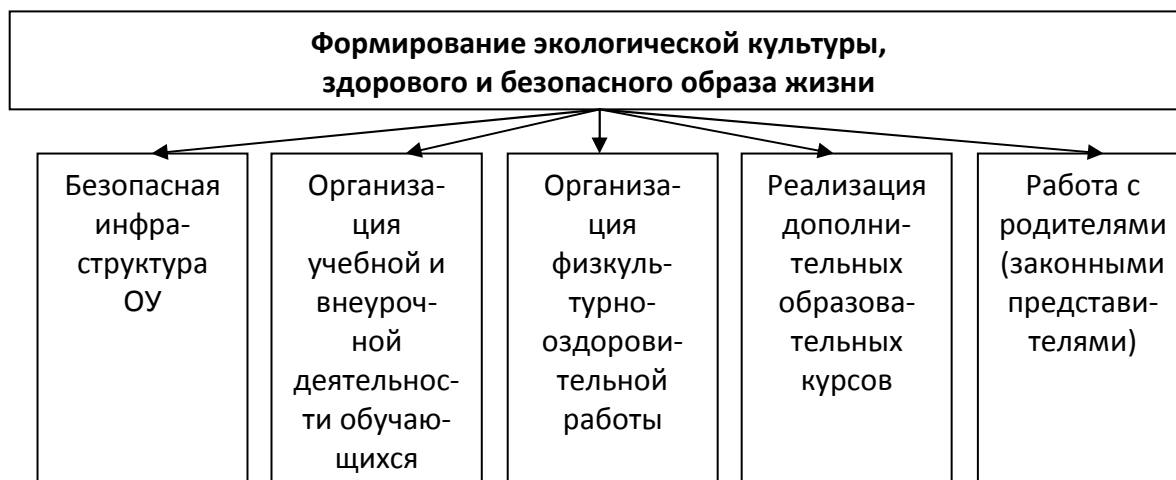 Формирование экологической культуры,
здорового и безопасного образа жизни
Безопасная
инфра-
структура
ОУ
Организа-
ция
учебной и
внеуроч-
ной
деятельнос-
ти обучаю-
щихся
Организа-
ция
физкуль-
турно-
оздорови-
тельной
работы
Реализация
дополни-
тельных
образова-
тельных
курсов
Работа с
родителями
(законными
представи-
телями)